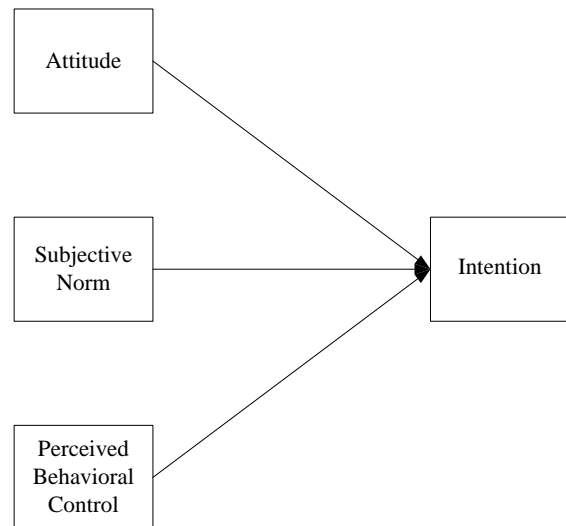 Attitude
Subjective
Norm
Intention
Perceived
Behavioral
Control